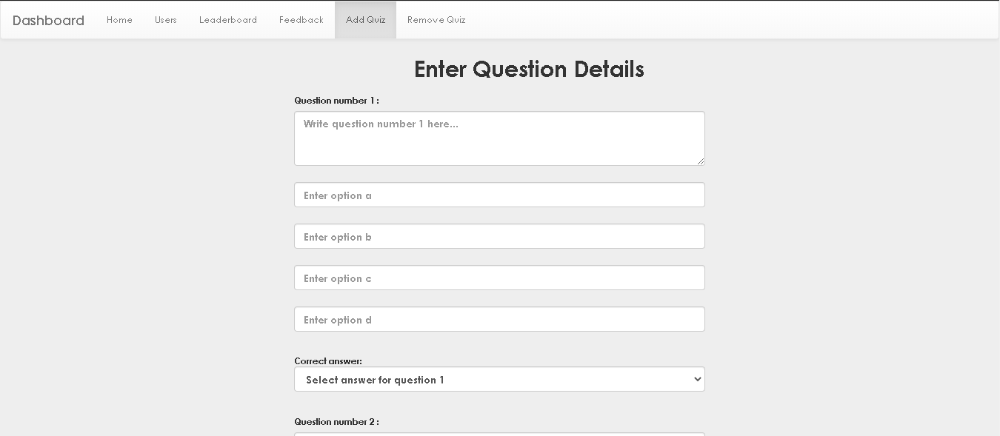 Dashboard Home Users Leaderboard Feedback Add Quiz Remove Quiz
Enter Question Details
Question number 1 :
Write question number 1 here...
Enter option a
Enter option b
Enter option c
Enter option d
Correct answer:
Select answer for question 1
Question number 2 :